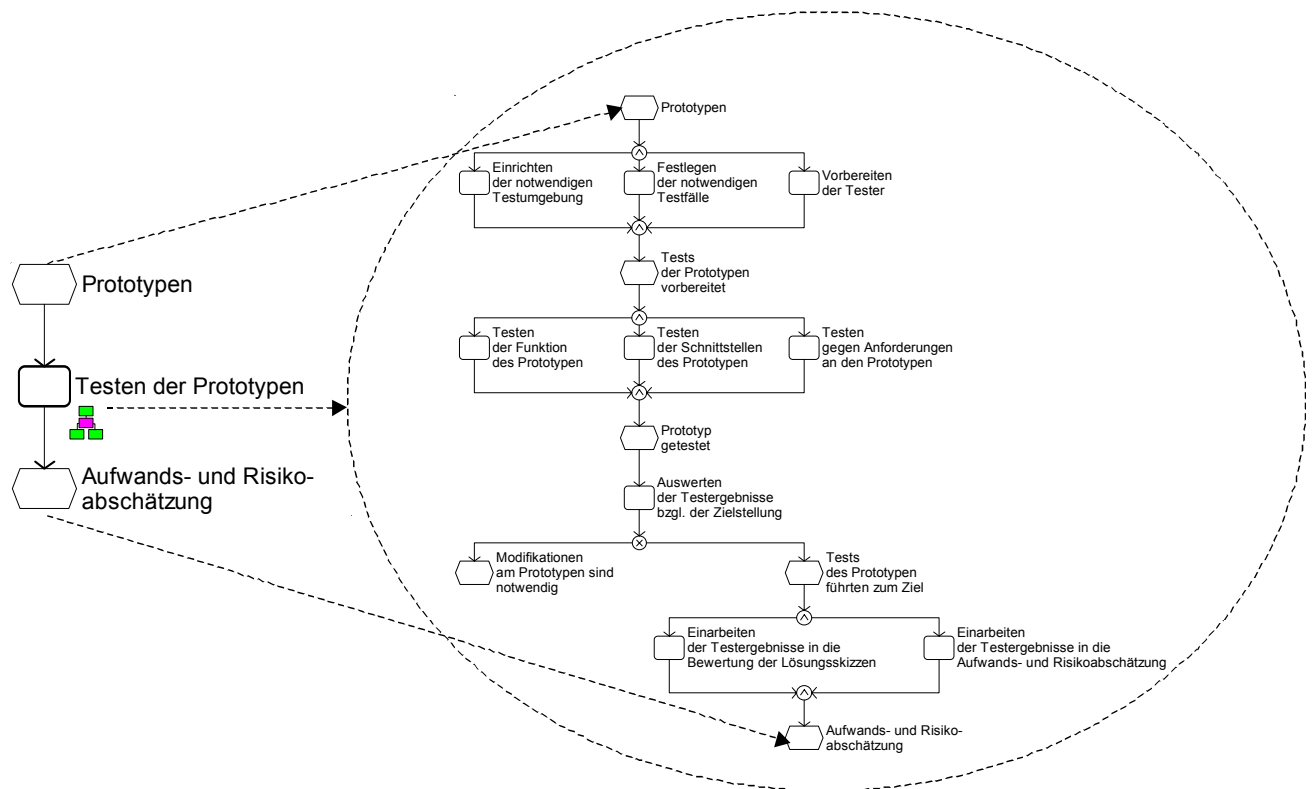 Prototypen
Testen der Prototypen
Aufwands- und Risiko-
abschätzung
Prototypen
Einrichten
der notwendigen
Testumgebung
Festlegen
der notwendigen
Testfälle
Vorbereiten
der Tester
Tests
der Prototypen
vorbereitet
Testen
der Funktion
des Prototypen
Testen
der Schnittstellen
des Prototypen
Testen
gegen Anforderungen
an den Prototypen
Prototyp
getestet
Auswerten
der Testergebnisse
bzgl. der Zielstellung
Modifikationen
am Prototypen sind
notwendig
Tests
des Prototypen
führten zum Ziel
Einarbeiten
der Testergebnisse in die
Bewertung der Lösungsskizzen
Einarbeiten
der Testergebnisse in die
Aufwands- und Risikoabschätzung
Aufwands- und Risiko-
abschätzung